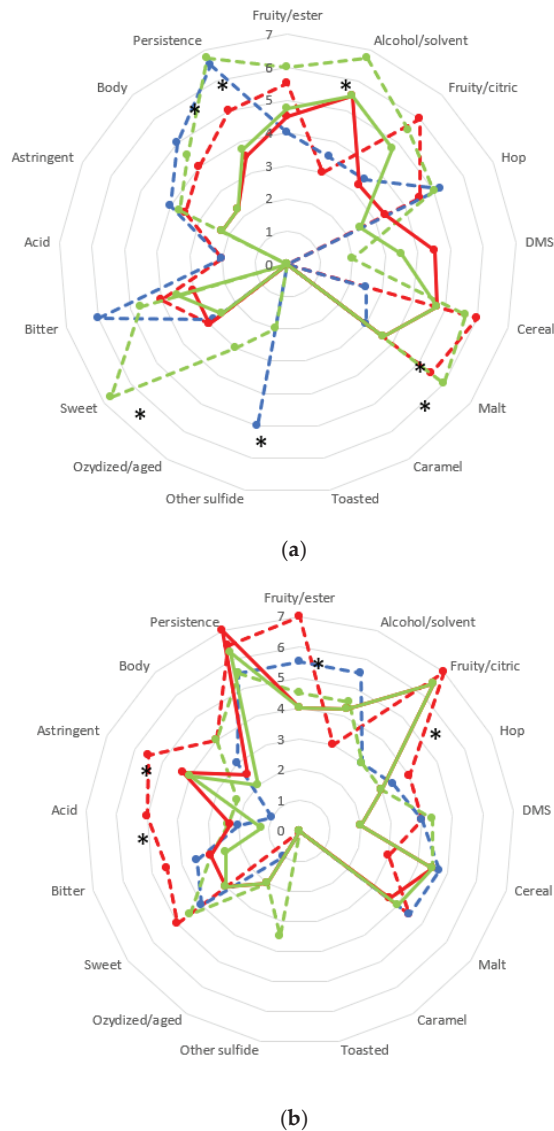 Fruity/ester
Persistence
Alcohol/solvent
Body
*
*
Fruity/citric
*
Astringent
Hop
Acid
DMS
Bitter
Cereal
Sweet
*
Malt
*
*
Ozydized/aged
*
Caramel
Other sulfide
Toasted
7
6
5
4
3
2
1
0
(a)
Fruity/ester
Persistence
Alcohol/solvent
Body
*
Fruity/citric
Astringent
*
*
Hop
Acid
*
DMS
Bitter
Cereal
Sweet
Malt
Ozydized/aged
Caramel
Other sulfide
Toasted
7
6
5
4
3
2
1
0
(b)